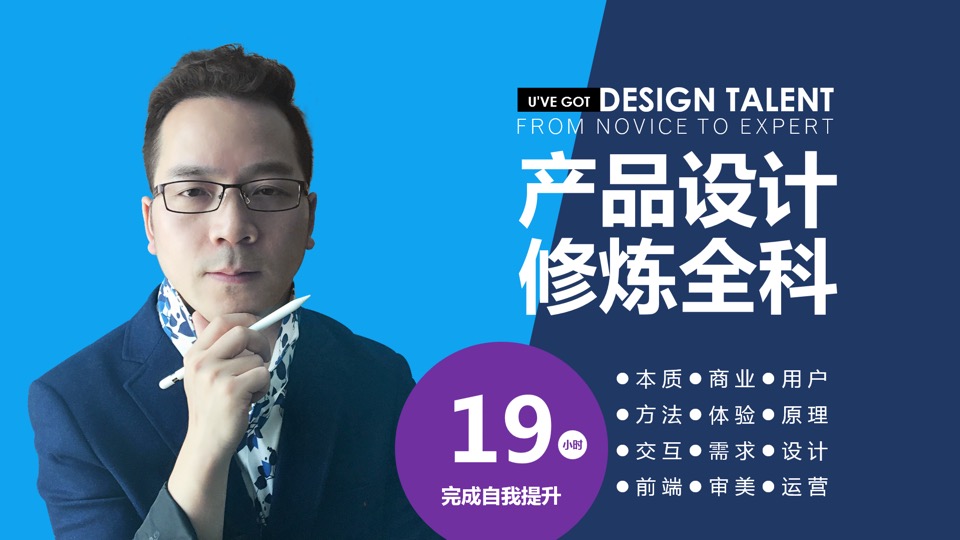 U'VE GOT DESIGN TALENT
FROM NOVICE TO EXPERT
产品设计
修炼全科
●本质●商业●用户
●方法●体验●原理
●交互●需求●设计
●前端●审美●运营
19小时
完成自我提升